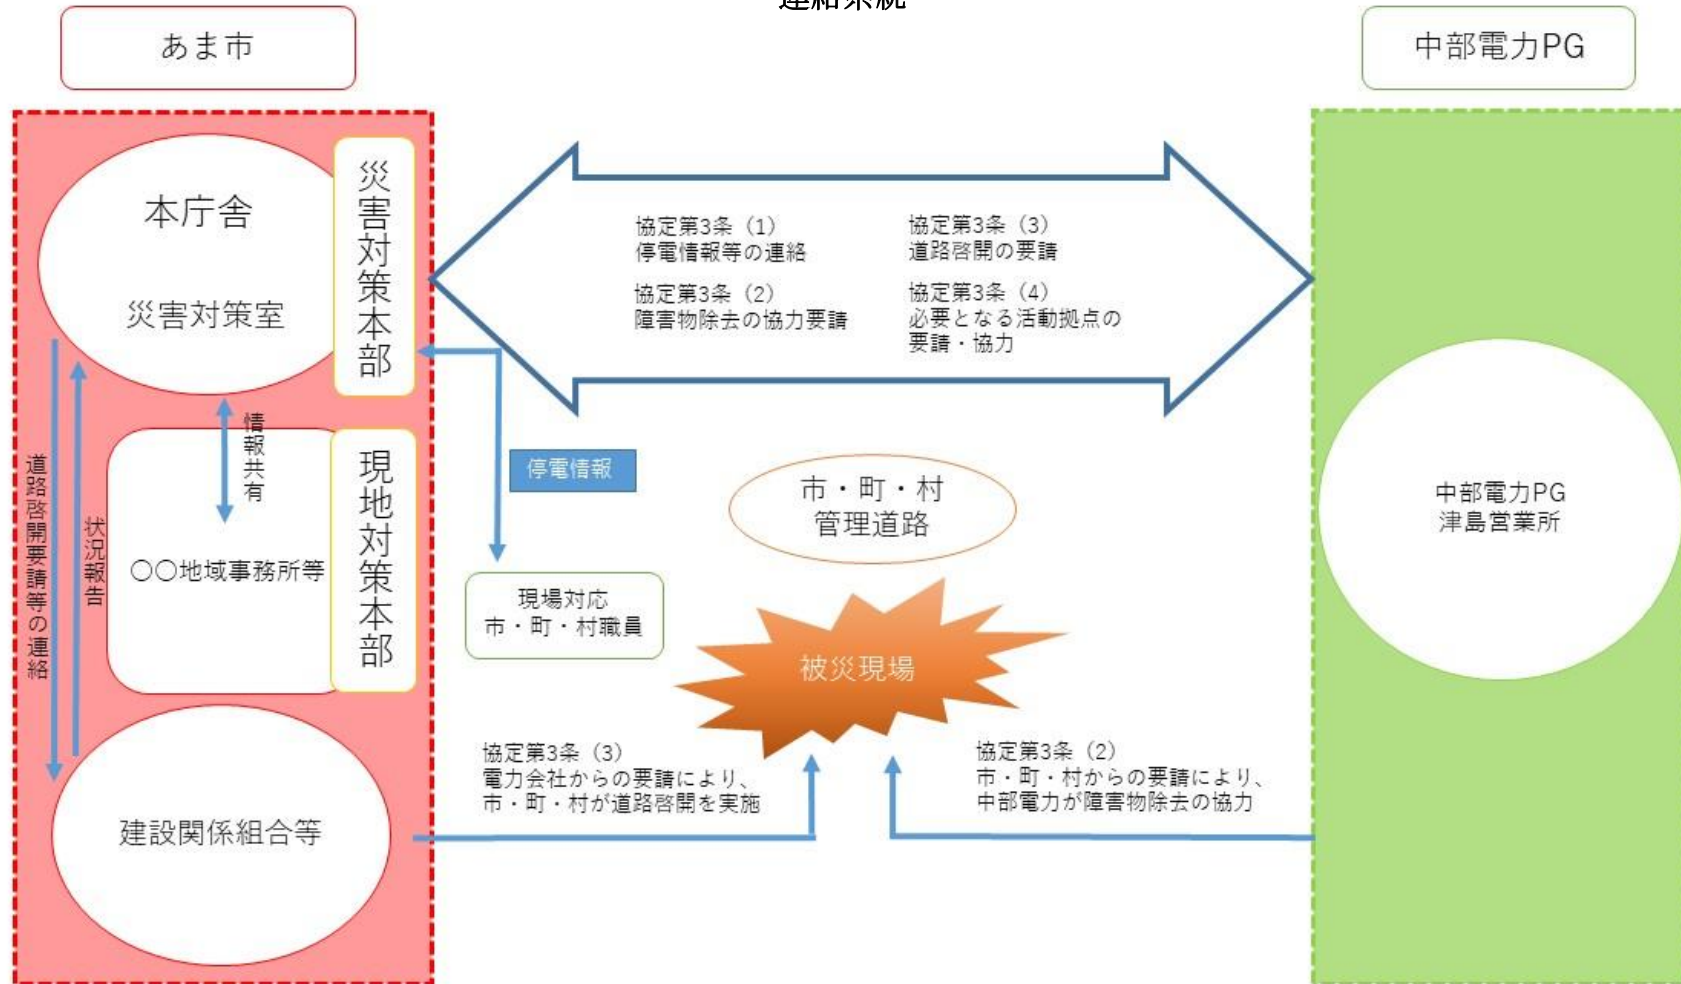 連絡系統
あま市
中部電力PG
本庁舎
災害対策室
災害対策本部
協定第3条（1）
停電情報等の連絡
協定第3条（2）
障害物除去の協力要請
協定第3条（3）
道路啓開の要請
協定第3条（4）
必要となる活動拠点の
要請・協力
情報共有
道路啓開要請等の連絡
状況報告
〇〇地域事務所等
現地対策本部
停電情報
現場対応
市・町・村職員
市・町・村
管理道路
被災現場
中部電力PG
津島営業所
協定第3条（3）
電力会社からの要請により、
市・町・村が道路啓開を実施
協定第3条（2）
市・町・村からの要請により、
中部電力が障害物除去の協力
建設関係組合等